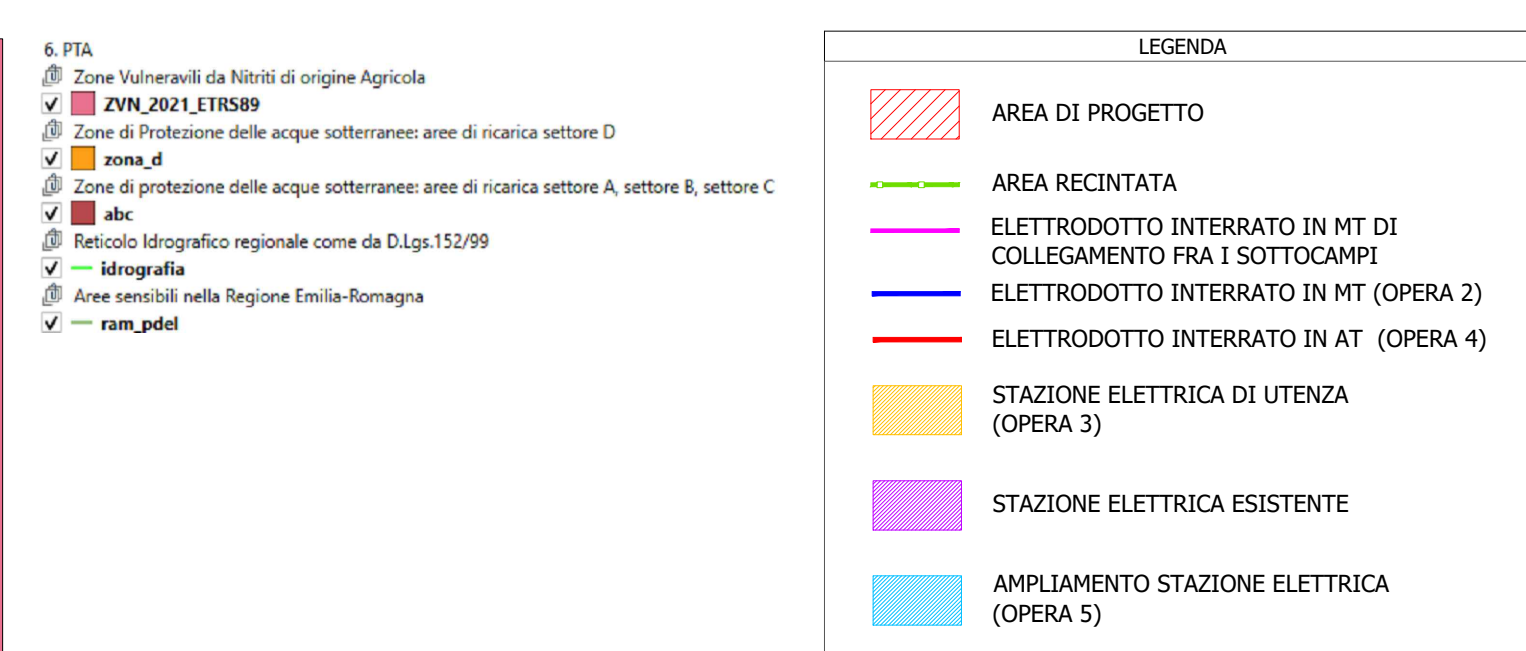 6. PTA
Zone Vulneravili da Nitriti di origine Agricola
ZVN_2021_ETRS89
Zone di Protezione delle acque sotterranee: aree di ricarica settore D
zona_d
Zone di protezione delle acque sotterranee: aree di ricarica settore A, settore B, settore C
abc
Reticolo Idrografico regionale come da D.Lgs.152/99
idrografia
Aree sensibili nella Regione Emilia-Romagna
ram_pdel
LEGENDA
AREA DI PROGETTO
AREA RECINTATA
ELETTRODOTTO INTERRATO IN MT DI
COLLEGAMENTO FRA I SOTTOCAMPI
ELETTRODOTTO INTERRATO IN MT (OPERA 2)
ELETTRODOTTO INTERRATO IN AT (OPERA 4)
STAZIONE ELETTRICA DI UTENZA
(OPERA 3)
STAZIONE ELETTRICA ESISTENTE
AMPLIAMENTO STAZIONE ELETTRICA
(OPERA 5)